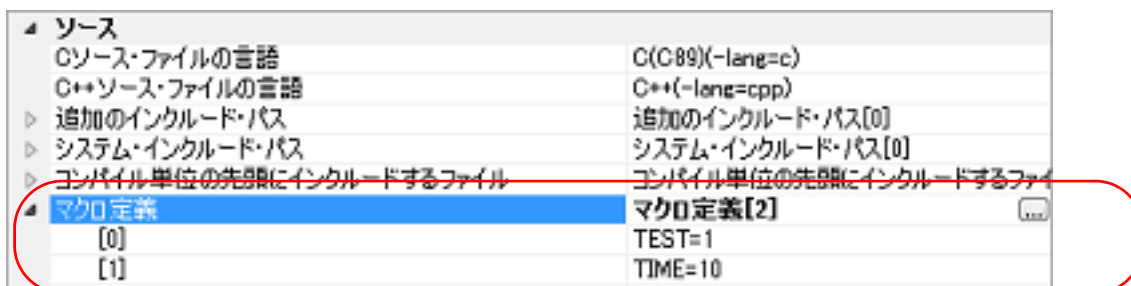 ソース
Cソース・ファイルの言語 C(C89)(-lang=c)
C++ソース・ファイルの言語 C++(-lang=cpp)
追加のインクルード・パス 追加のインクルード・パス[0]
システム・インクルード・パス システム・インクルード・パス[0]
コンパイル単位の先頭にインクルードするファイル コンパイル単位の先頭にインクルードするファイ
マクロ定義 マクロ定義[2] ...
[0] TEST=1
[1] TIME=10